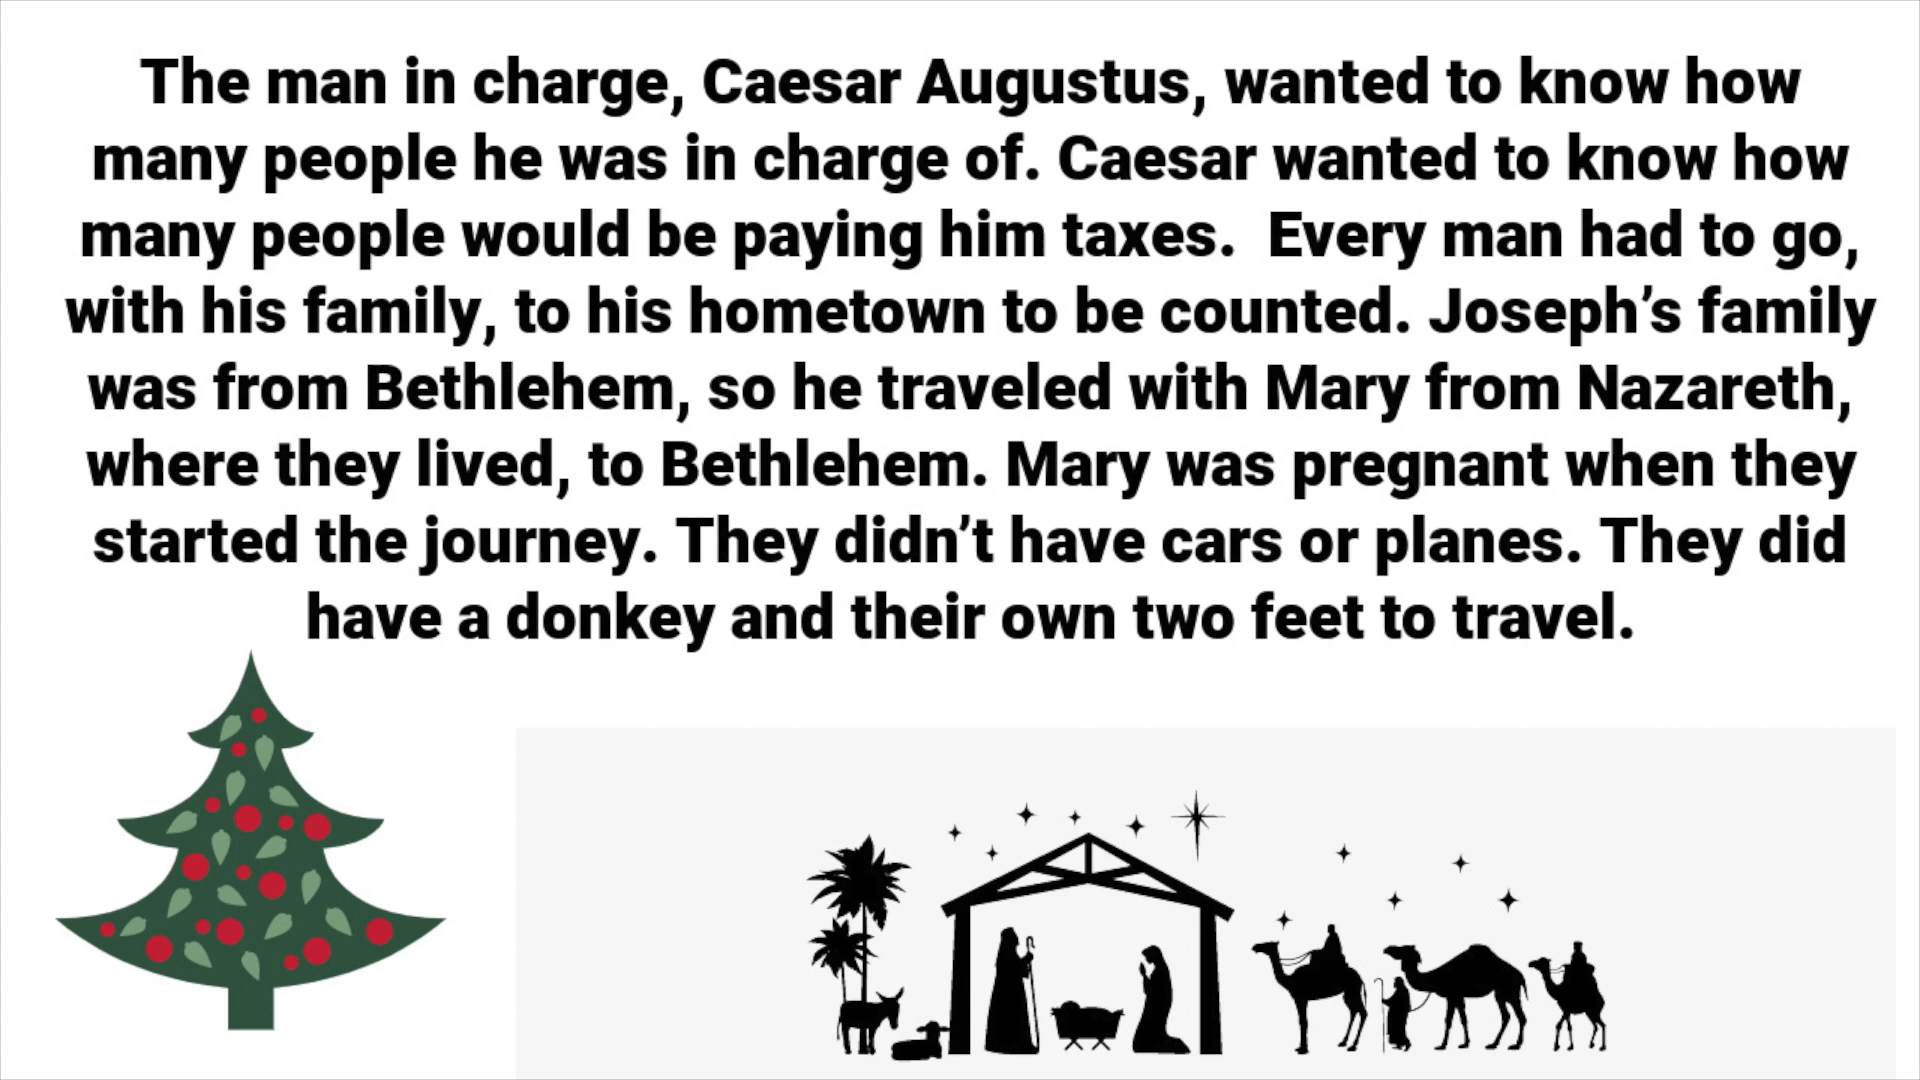 The man in charge, Caesar Augustus, wanted to know how
many people he was in charge of. Caesar wanted to know how
many people would be paying him taxes.  Every man had to go,
with his family, to his hometown to be counted. Joseph’s family
was from Bethlehem, so he traveled with Mary from Nazareth,
where they lived, to Bethlehem. Mary was pregnant when they
started the journey. They didn’t have cars or planes. They did
have a donkey and their own two feet to travel.